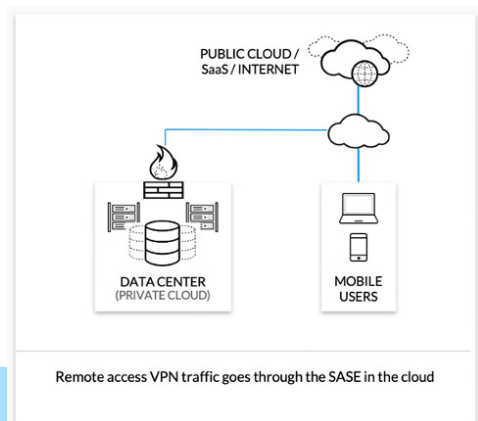 PUBLIC CLOUD /
SaaS / INTERNET
DATA CENTER
(PRIVATE CLOUD)
MOBILE
USERS
Remote access VPN traffic goes through the SASE in the cloud